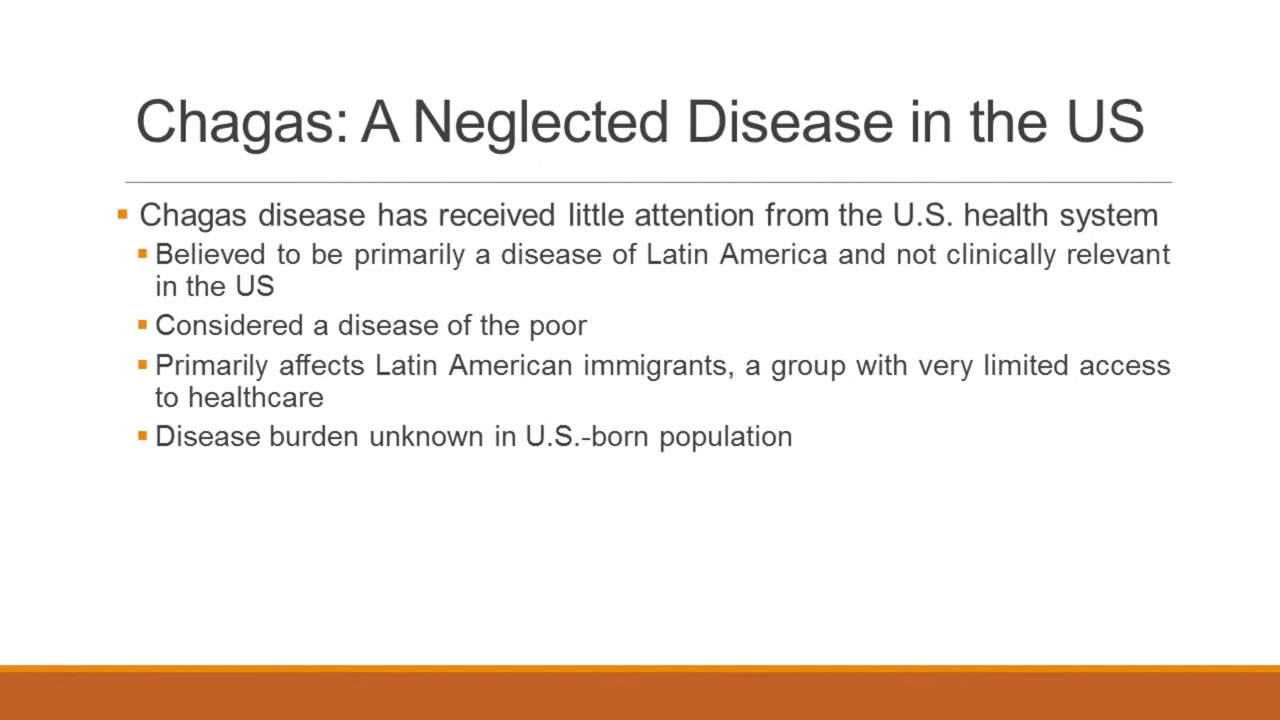 Chagas: A Neglected Disease in the US
Chagas disease has received little attention from the U.S. health system
Believed to be primarily a disease of Latin America and not clinically relevant
in the US
Considered a disease of the poor
Primarily affects Latin American immigrants, a group with very limited access
to healthcare
Disease burden unknown in U.S.-born population